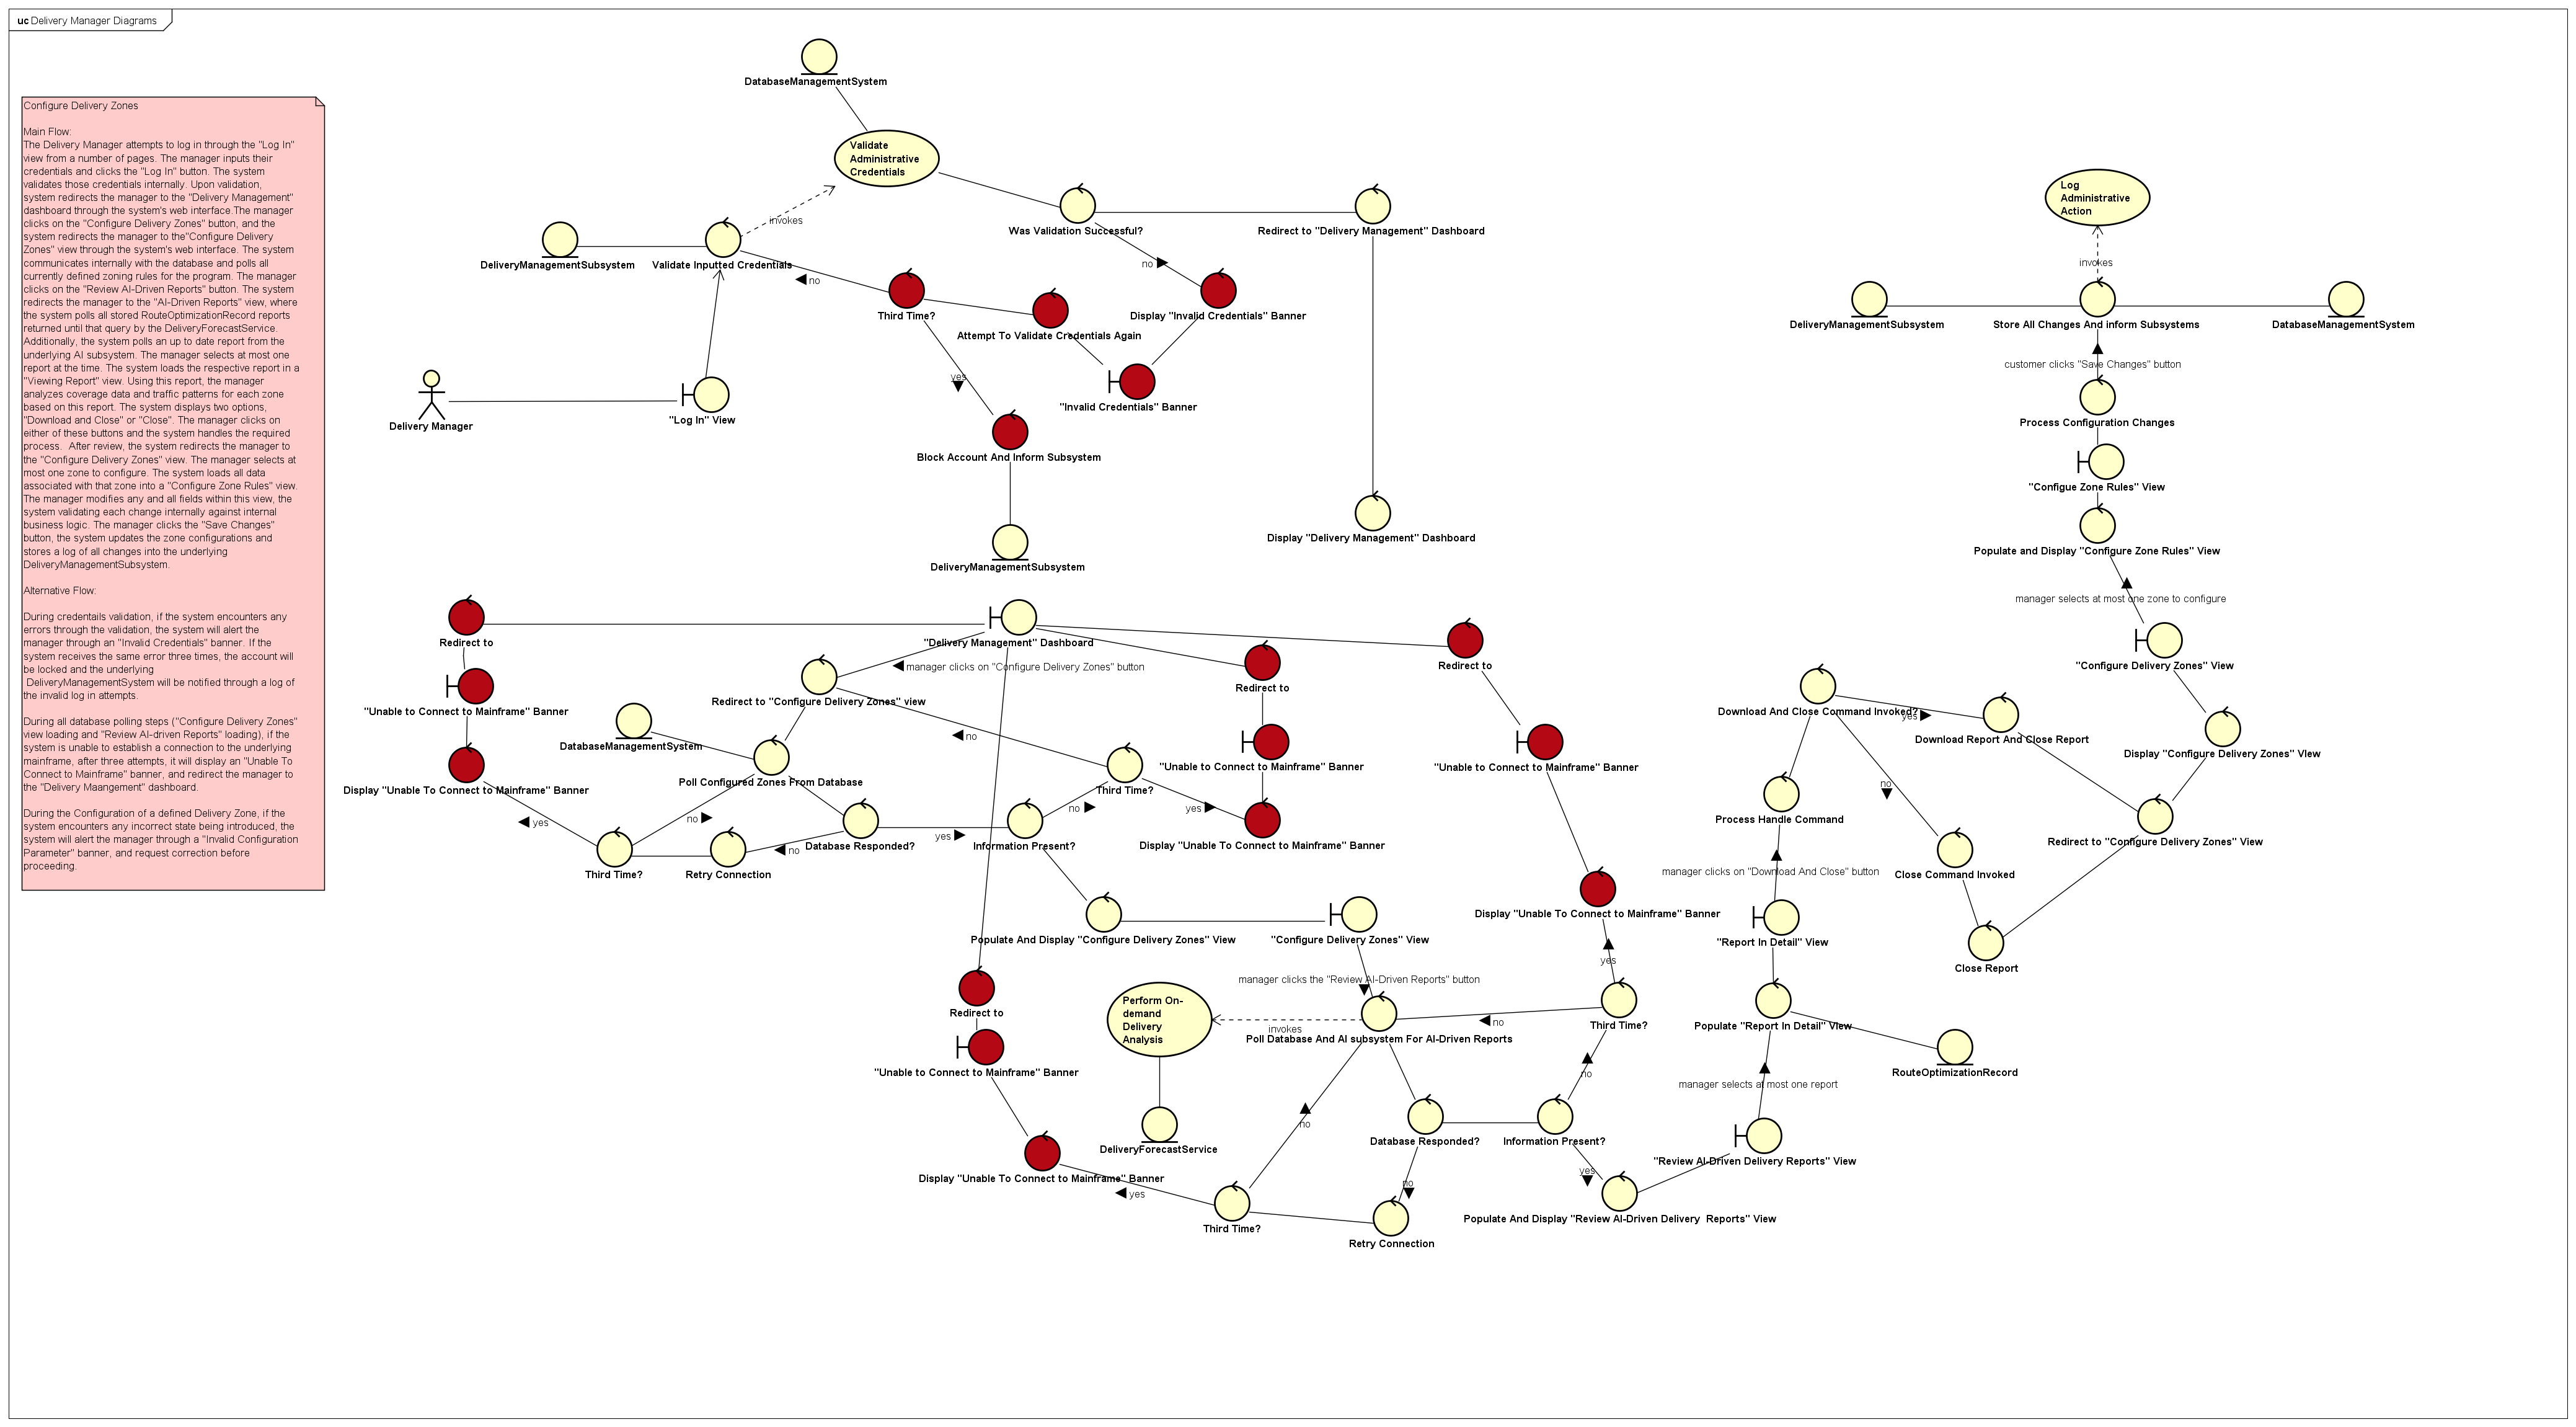 uc Delivery Manager Diagrams
Configure Delivery Zones
Main Flow:
The Delivery Manager attempts to log in through the "Log In"
view from a number of pages. The manager inputs their
credentials and clicks the "Log In" button. The system
validates those credentials internally. Upon validation,
system redirects the manager to the "Delivery Management"
dashboard through the system's web interface.The manager
clicks on the "Configure Delivery Zones" button, and the
system redirects the manager to the"Configure Delivery
Zones" view through the system's web interface. The system
communicates internally with the database and polls all
currently defined zoning rules for the program. The manager
clicks on the "Review AI-Driven Reports" button. The system
redirects the manager to the "AI-Driven Reports" view, where
the system polls all stored RouteOptimizationRecord reports
returned until that query by the DeliveryForecastService.
Additionally, the system polls an up to date report from the
underlying AI subsystem. The manager selects at most one
report at the time. The system loads the respective report in a
"Viewing Report" view. Using this report, the manager
analyzes coverage data and traffic patterns for each zone
based on this report. The system displays two options,
"Download and Close" or "Close". The manager clicks on
either of these buttons and the system handles the required
process.  After review, the system redirects the manager to
the "Configure Delivery Zones" view. The manager selects at
most one zone to configure. The system loads all data
associated with that zone into a "Configure Zone Rules" view.
The manager modifies any and all fields within this view, the
system validating each change internally against internal
business logic. The manager clicks the "Save Changes"
button, the system updates the zone configurations and
stores a log of all changes into the underlying
DeliveryManagementSubsystem.
Alternative Flow:
During credentails validation, if the system encounters any
errors through the validation, the system will alert the
manager through an "Invalid Credentials" banner. If the
system receives the same error three times, the account will
be locked and the underlying
DeliveryManagementSystem will be notified through a log of
the invalid log in attempts.
During all database polling steps ("Configure Delivery Zones"
view loading and "Review AI-driven Reports" loading), if the
system is unable to establish a connection to the underlying
mainframe, after three attempts, it will display an "Unable To
Connect to Mainframe" banner, and redirect the manager to
the "Delivery Maangement" dashboard.
During the Configuration of a defined Delivery Zone, if the
system encounters any incorrect state being introduced, the
system will alert the manager through a "Invalid Configuration
Parameter" banner, and request correction before
proceeding.
DatabaseManagementSystem
Validate
Administrative
Credentials
invokes
DeliveryManagementSubsystem
Validate Inputted Credentials
Was Validation Successful?
Redirect to "Delivery Management" Dashboard
no
no
Third Time?
Attempt To Validate Credentials Again
Display "Invalid Credentials" Banner
yes
"Invalid Credentials" Banner
Delivery Manager
"Log In" View
Block Account And Inform Subsystem
DeliveryManagementSubsystem
Display "Delivery Management" Dashboard
Log
Administrative
Action
invokes
DeliveryManagementSubsystem
Store All Changes And inform Subsystems
DatabaseManagementSystem
customer clicks "Save Changes" button
Process Configuration Changes
"Configue Zone Rules" View
Populate and Display "Configure Zone Rules" View
manager selects at most one zone to configure
"Configure Delivery Zones" View
Display "Configure Delivery Zones" VIew
Redirect to
"Delivery Management" Dashboard
manager clicks on "Configure Delivery Zones" button
Redirect to
Redirect to
"Unable to Connect to Mainframe" Banner
Redirect to "Configure Delivery Zones" view
DatabaseManagementSystem
no
Poll Configured Zones From Database
"Unable to Connect to Mainframe" Banner
"Unable to Connect to Mainframe" Banner
Display "Unable To Connect to Mainframe" Banner
Third Time?
no
yes
yes
no
no
Database Responded?
yes
Information Present?
Display "Unable To Connect to Mainframe" Banner
Third Time?
Retry Connection
Download And Close Command Invoked?
yes
Download Report And Close Report
no
Process Handle Command
Redirect to "Configure Delivery Zones" View
manager clicks on "Download And Close" button
Close Command Invoked
Display "Unable To Connect to Mainframe" Banner
Populate And Display "Configure Delivery Zones" View
"Configure Delivery Zones" View
"Report In Detail" View
Close Report
yes
manager clicks the "Review AI-Driven Reports" button
Redirect to
Perform On-
demand
Delivery
Analysis
invokes
no
Third Time?
Poll Database And AI subsystem For AI-Driven Reports
Populate "Report In Detail" View
RouteOptimizationRecord
"Unable to Connect to Mainframe" Banner
no
manager selects at most one report
no
DeliveryForecastService
Database Responded?
Information Present?
"Review AI-Driven Delivery Reports" View
yes
Display "Unable To Connect to Mainframe" Banner
yes
no
Third Time?
Populate And Display "Review AI-Driven Delivery  Reports" View
Retry Connection